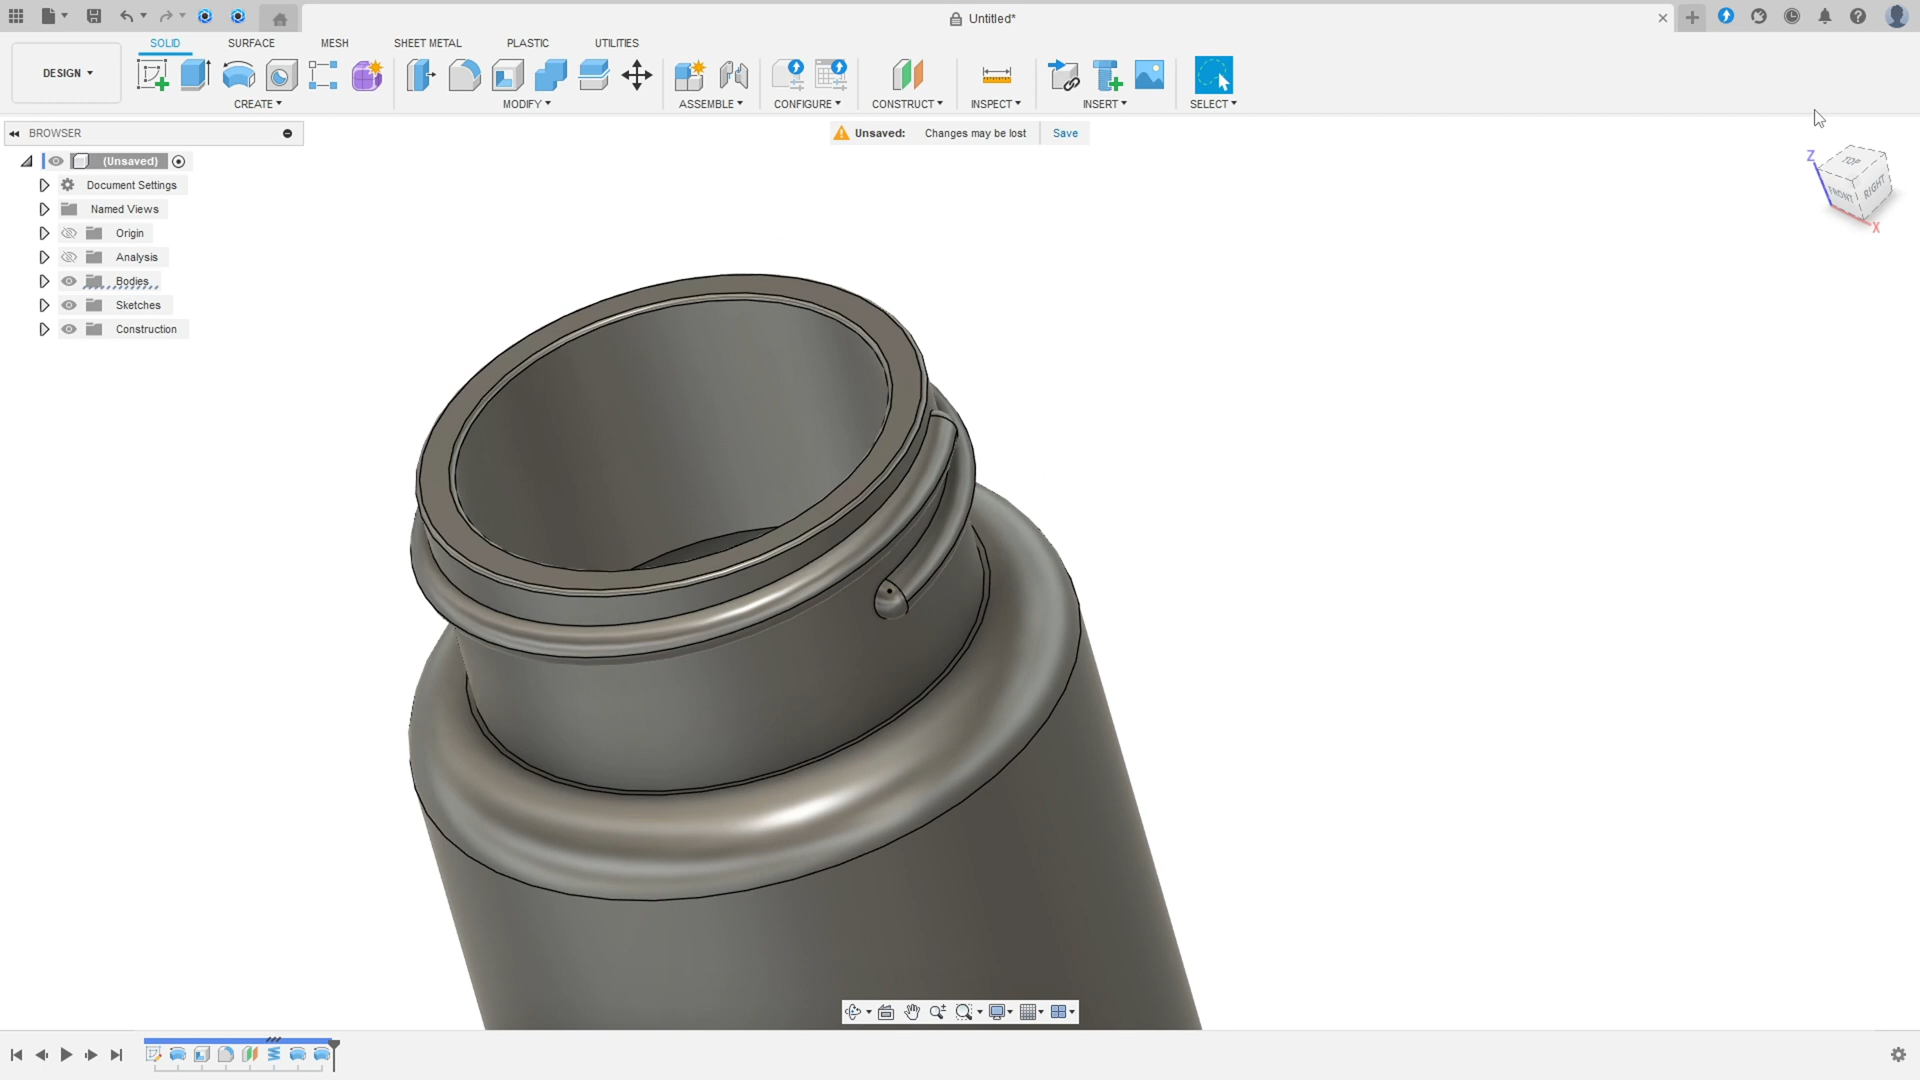 Untitled*
SOLID SURFACE MESH SHEET METAL PLASTIC UTILITIES
DESIGN
CREATE MODIFY ASSEMBLE CONFIGURE CONSTRUCT INSPECT INSERT SELECT
BROWSER
Unsaved: Changes may be lost Save
(Unsaved)
Document Settings
Named Views
Origin
Analysis
Bodies
Sketches
Construction
Z
TOP
FRONT
RIGHT
X